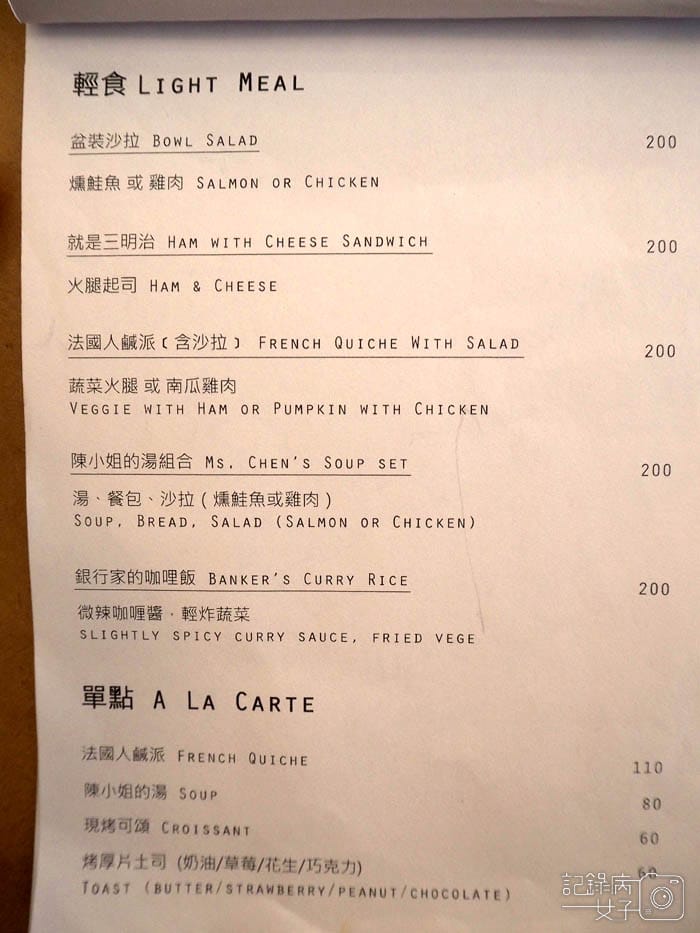 輕食 LIGHT MEAL
盆裝沙拉 BOWL SALAD 200
燻鮭魚 或 雞肉 SALMON OR CHICKEN
就是三明治 HAM WITH CHEESE SANDWICH 200
火腿起司 HAM & CHEESE
法國人鹹派〔含沙拉〕 FRENCH QUICHE WITH SALAD 200
蔬菜火腿 或 南瓜雞肉
VEGGIE WITH HAM OR PUMPKIN WITH CHICKEN
陳小姐的湯組合 MS. CHEN'S SOUP SET 200
湯、餐包、沙拉（燻鮭魚或雞肉）
SOUP, BREAD, SALAD (SALMON OR CHICKEN)
銀行家的咖哩飯 BANKER'S CURRY RICE 200
微辣咖喱醬．輕炸蔬菜
SLIGHTLY SPICY CURRY SAUCE, FRIED VEGE
單點 A LA CARTE
法國人鹹派 FRENCH QUICHE 110
陳小姐的湯 SOUP 80
現烤可頌 CROISSANT 60
烤厚片土司 (奶油/草莓/花生/巧克力) 60
TOAST (BUTTER/STRAWBERRY/PEANUT/CHOCOLATE)
記錄病
女子